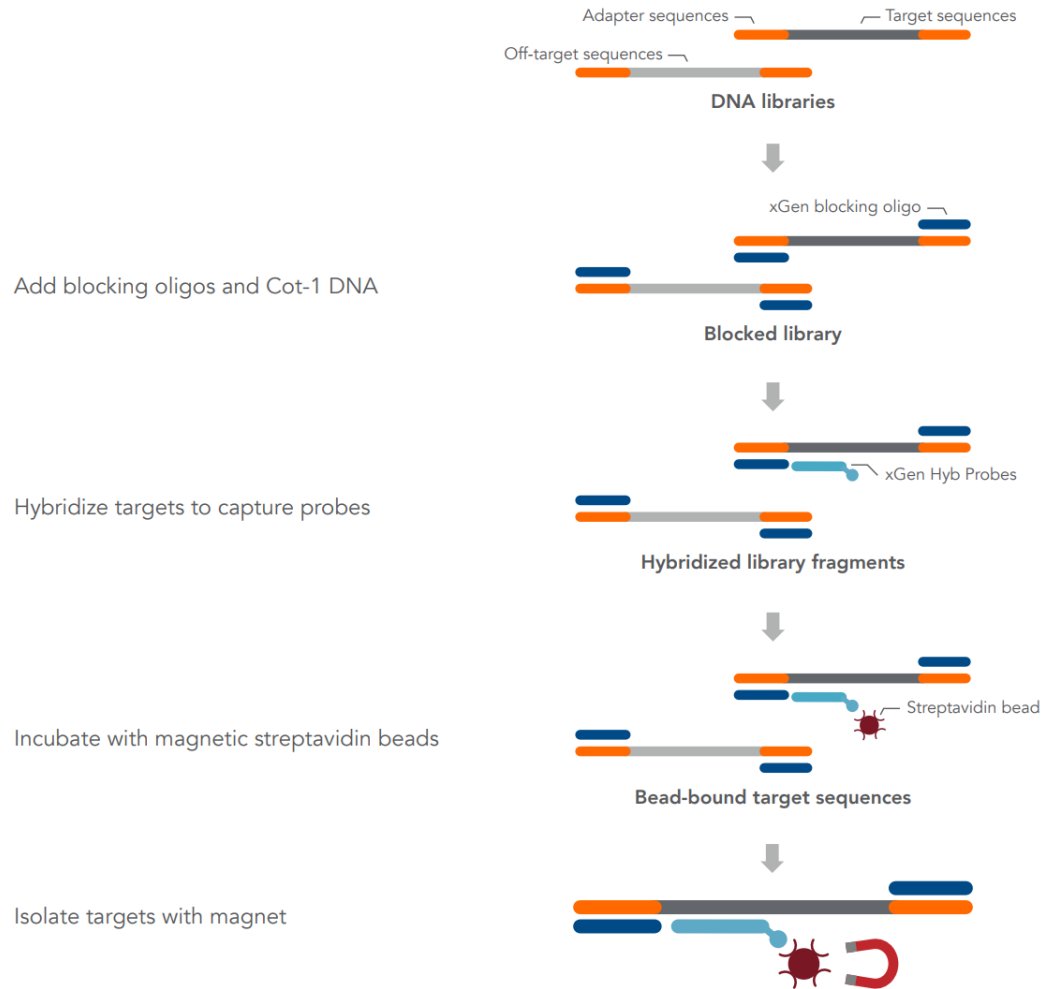 Adapter sequences
Target sequences
Off-target sequences
DNA libraries
xGen blocking oligo
Add blocking oligos and Cot-1 DNA
Blocked library
xGen Hyb Probes
Hybridize targets to capture probes
Hybridized library fragments
Streptavidin bead
Incubate with magnetic streptavidin beads
Bead-bound target sequences
Isolate targets with magnet